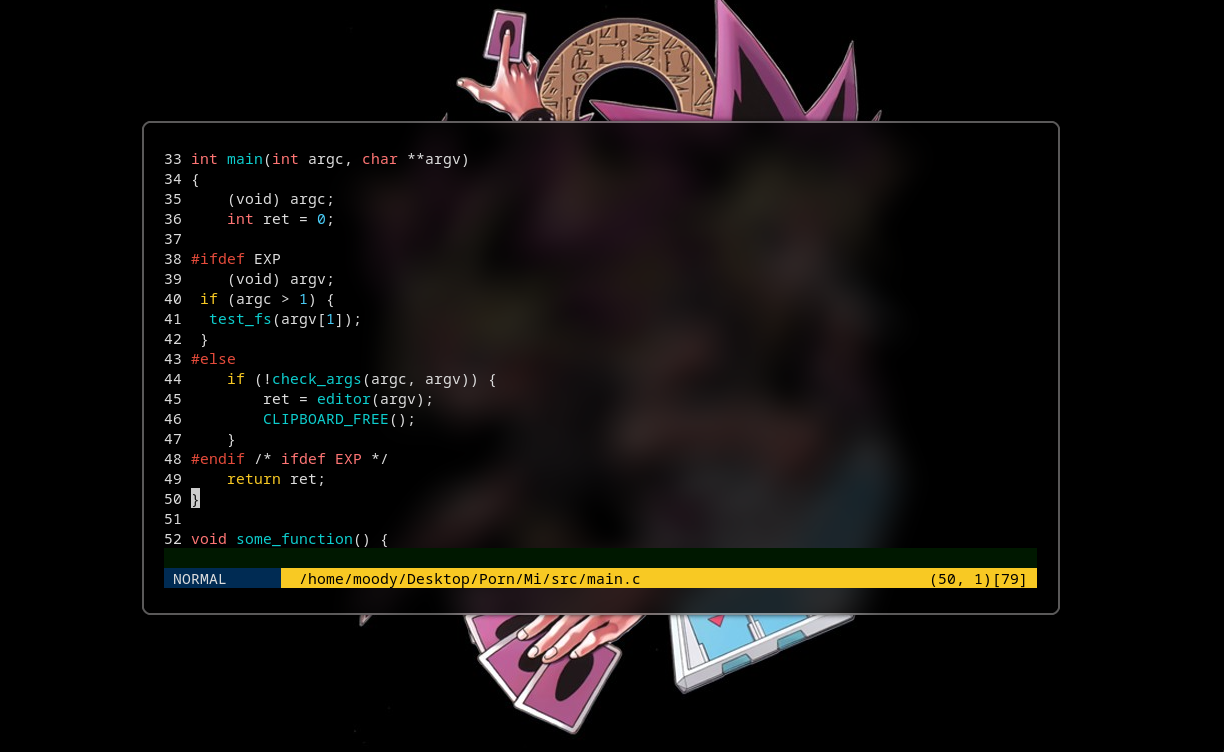 33 int main(int argc, char **argv)
34 {
35     (void) argc;
36     int ret = 0;
37
38 #ifdef EXP
39     (void) argv;
40  if (argc > 1) {
41   test_fs(argv[1]);
42  }
43 #else
44     if (!check_args(argc, argv)) {
45         ret = editor(argv);
46         CLIPBOARD_FREE();
47     }
48 #endif /* ifdef EXP */
49     return ret;
50 }
51
52 void some_function() {
NORMAL /home/moody/Desktop/Porn/Mi/src/main.c (50, 1)[79]